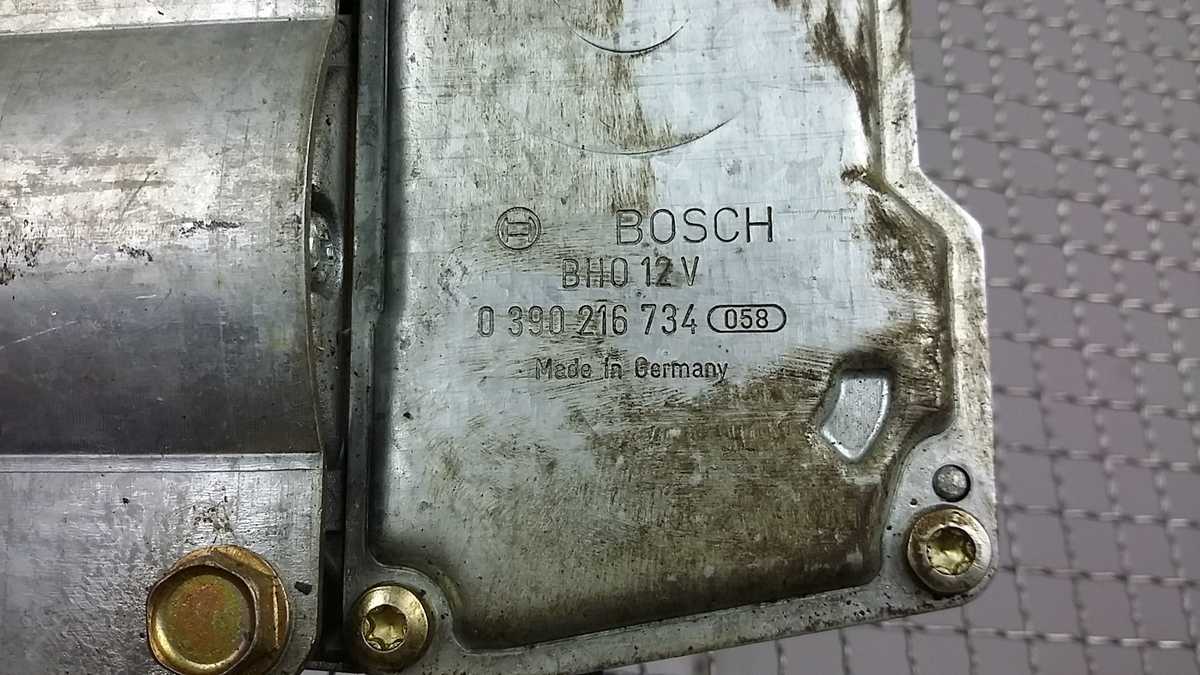 BOSCH
BHO 12 V
0 390 216 734 058
Made in Germany